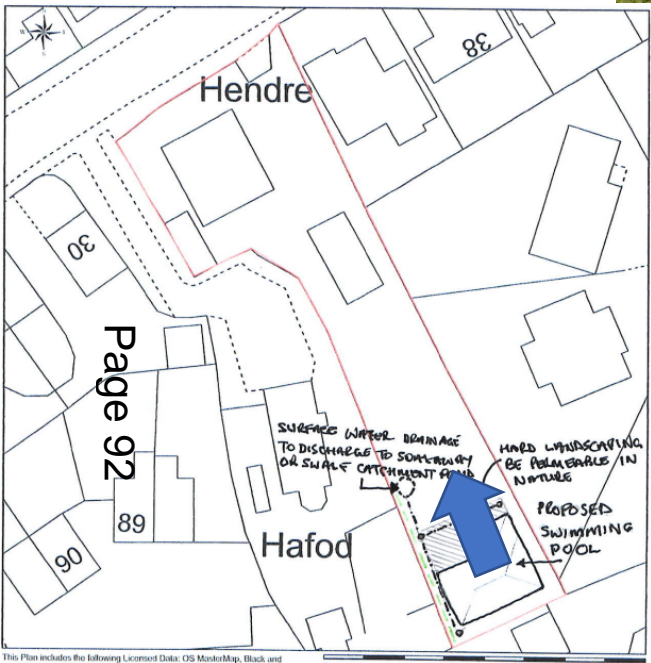 38
Hendre
30
Page 92
SURFACE WATER DRAINAGE
TO DISCHARGE TO SOAKAWAY
OR SWALE CATCHMENT POND
HARD LANDSCAPING
BE PERMEABLE IN
NATURE
PROPOSED
SWIMMING
POOL
89
Hafod
90
This Plan includes the following Licensed Data: OS MasterMap, Black and